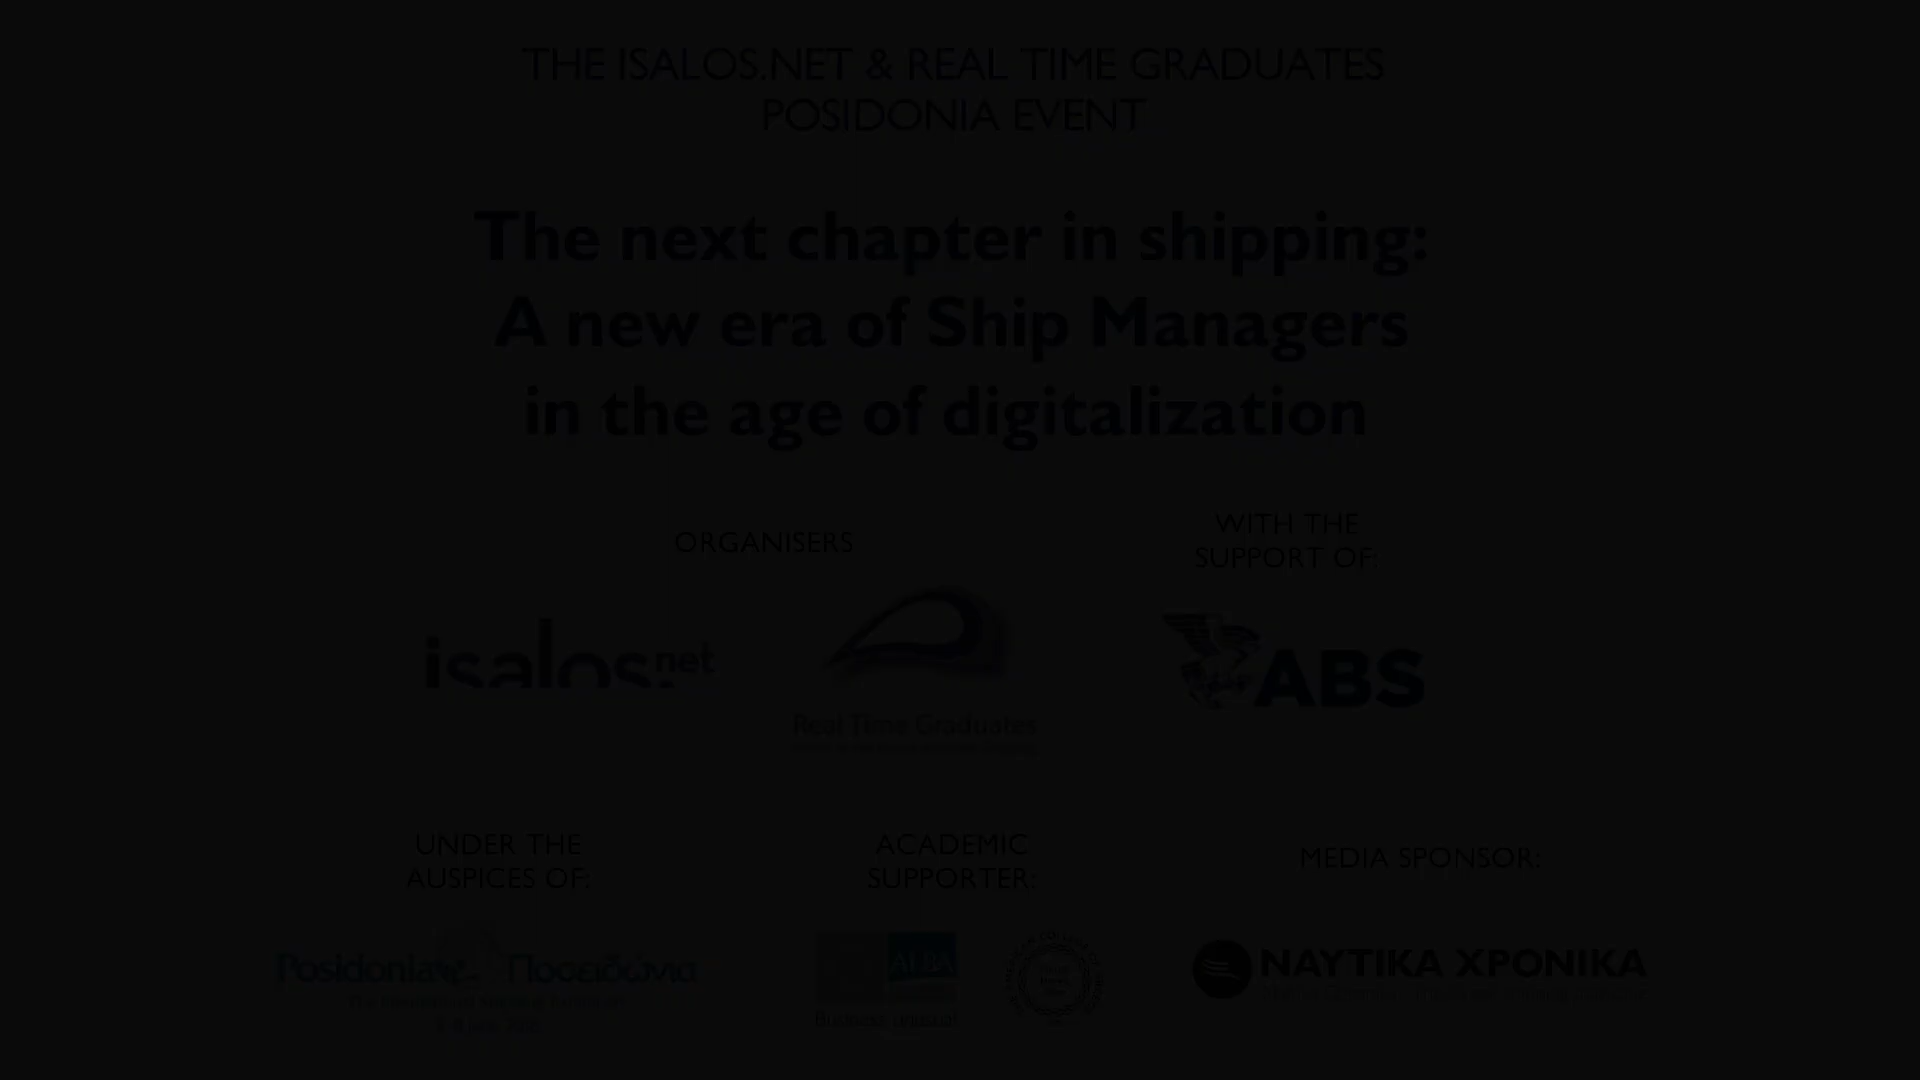 THE ISALOS.NET & REAL TIME GRADUATES
POSIDONIA EVENT
The next chapter in shipping:
A new era of Ship Managers
in the age of digitalization
ORGANISERS
WITH THE
SUPPORT OF:
isalos.net
Real Time Graduates
ABS
UNDER THE
AUSPICES OF:
ACADEMIC
SUPPORTER:
MEDIA SPONSOR:
Posidonia Ποσειδώνια
ALBA
Business unusual
ΝΑΥΤΙΚΑ ΧΡΟΝΙΚΑ